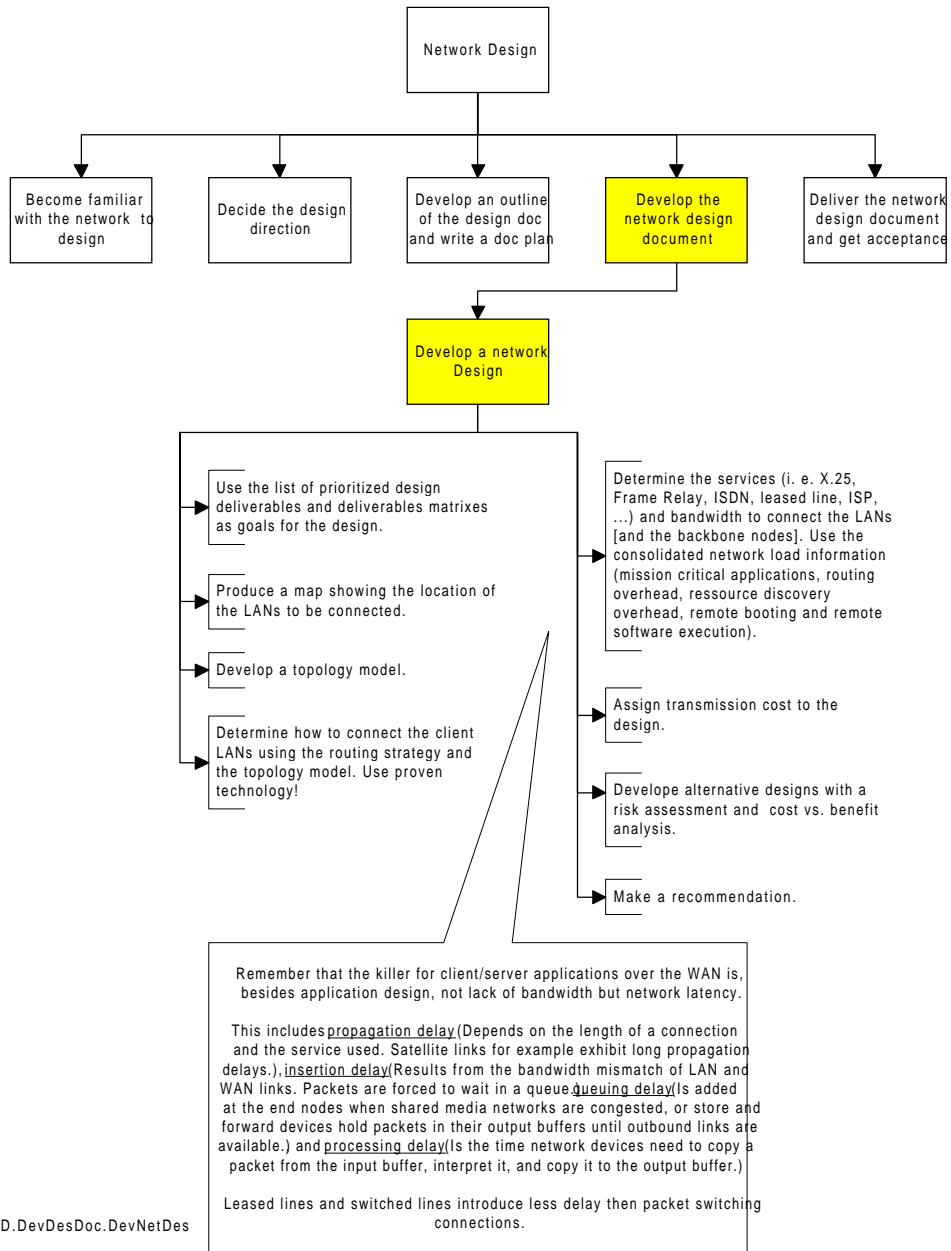 Network Design
Become familiar
with the network to
design
Decide the design
direction
Develop an outline
of the design doc
and write a doc plan
Develop the
network design
document
Deliver the network
design document
and get acceptance
Develop a network
Design
Use the list of prioritized design
deliverables and deliverables matrixes
as goals for the design.
Produce a map showing the location of
the LANs to be connected.
Develop a topology model.
Determine how to connect the client
LANs using the routing strategy and
the topology model. Use proven
technology!
Determine the services (i. e. X.25,
Frame Relay, ISDN, leased line, ISP,
...) and bandwidth to connect the LANs
[and the backbone nodes]. Use the
consolidated network load information
(mission critical applications, routing
overhead, ressource discovery
overhead, remote booting and remote
software execution).
Assign transmission cost to the
design.
Develope alternative designs with a
risk assessment and cost vs. benefit
analysis.
Make a recommendation.
Remember that the killer for client/server applications over the WAN is,
besides application design, not lack of bandwidth but network latency.
This includes propagation delay (Depends on the length of a connection
and the service used. Satellite links for example exhibit long propagation
delays.), insertion delay (Results from the bandwidth mismatch of LAN and
WAN links. Packets are forced to wait in a queue.) queuing delay (Is added
at the end nodes when shared media networks are congested, or store and
forward devices hold packets in their output buffers until outbound links are
available.) and processing delay (Is the time network devices need to copy a
packet from the input buffer, interpret it, and copy it to the output buffer.)
Leased lines and switched lines introduce less delay then packet switching
connections.
D.DevDesDoc.DevNetDes